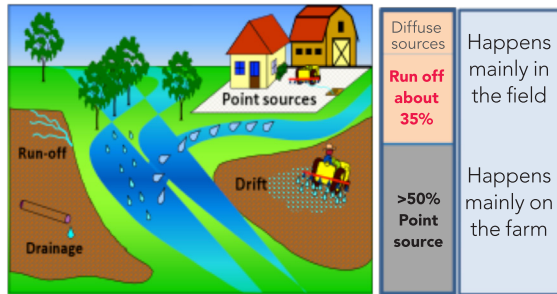 Point sources
Run-off
Drift
Drainage
Diffuse
sources
Run off
about
35%
>50%
Point
source
Happens
mainly in
the field
Happens
mainly on
the farm